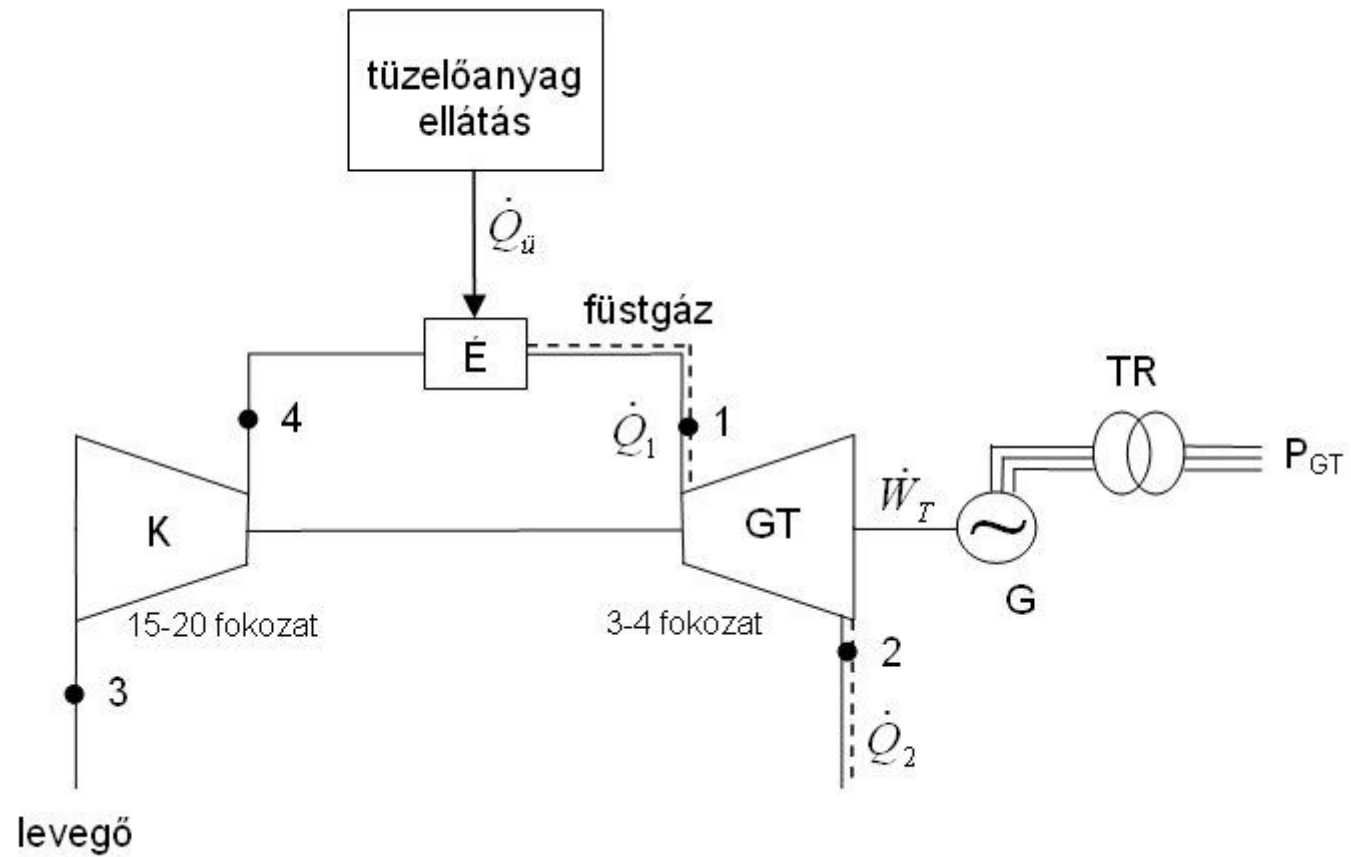 tüzelőanyag
ellátás
Q̇ü
füstgáz
É
TR
4
Q̇1
1
PGT
K
GT
ẆT
G
15-20 fokozat
3-4 fokozat
2
3
Q̇2
levegő